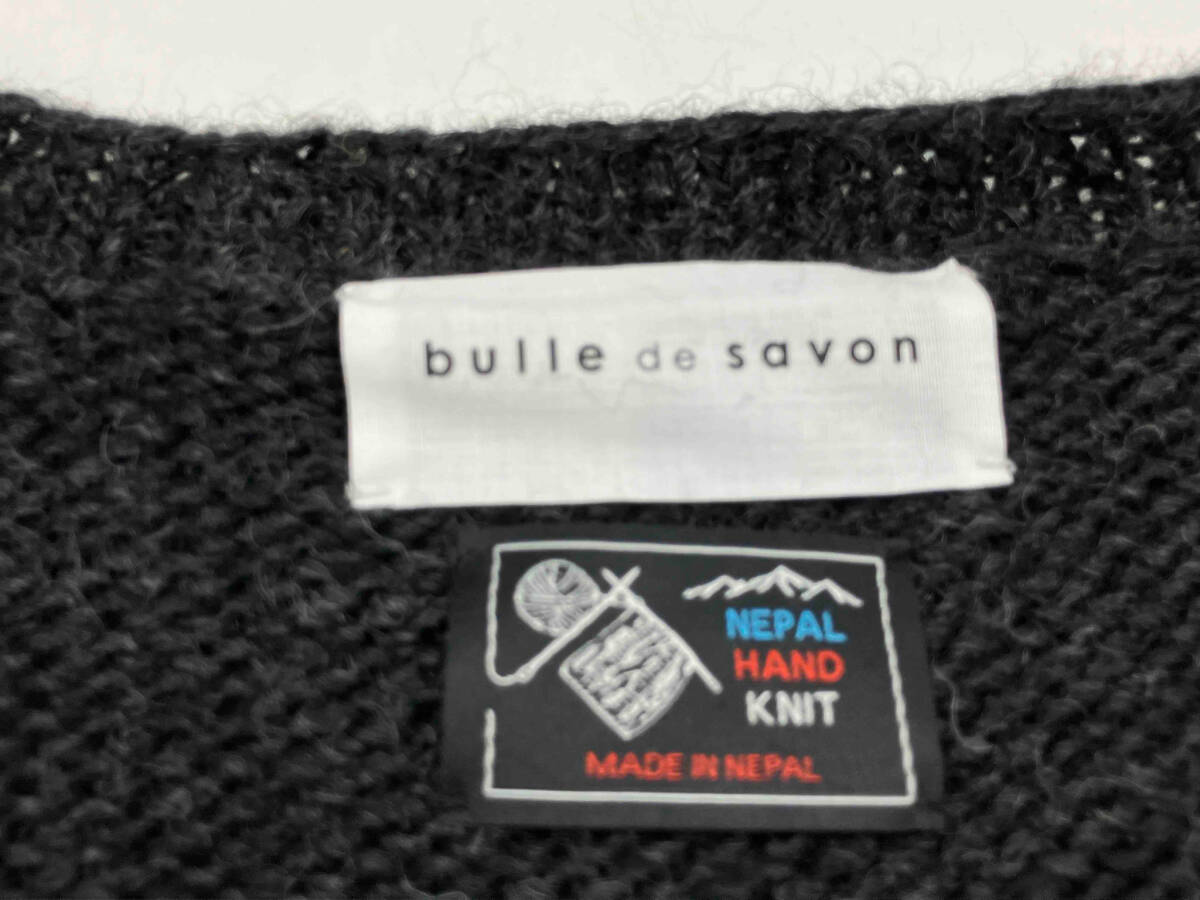 bulle de savon
NEPAL
HAND
KNIT
MADE IN NEPAL